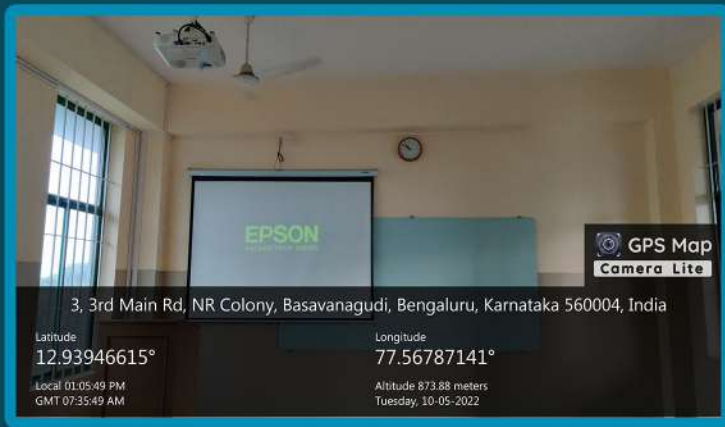 EPSON
GPS Map
Camera Lite
3, 3rd Main Rd, NR Colony, Basavanagudi, Bengaluru, Karnataka 560004, India
Latitude
12.93946615°
Longitude
77.56787141°
Local 01:05:49 PM
GMT 07:35:49 AM
Altitude 873.88 meters
Tuesday, 10-05-2022